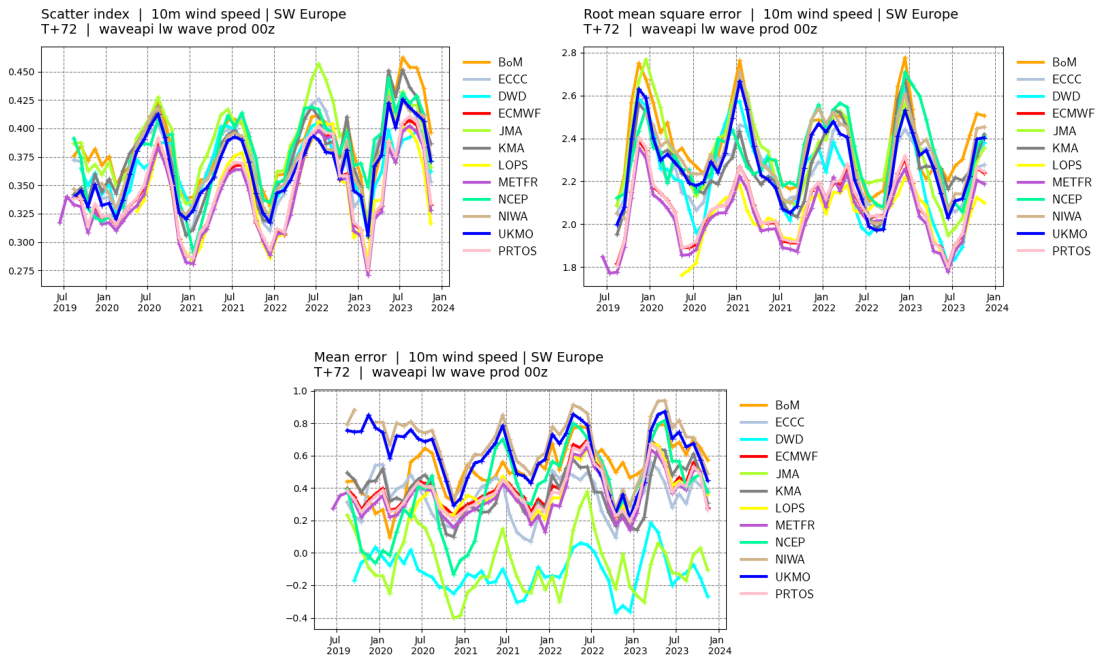 Scatter index | 10m wind speed | SW Europe
T+72 | waveapi lw wave prod 00z
0.450
0.425
0.400
0.375
0.350
0.325
0.300
0.275
Jul 2019
Jan 2020
Jul 2020
Jan 2021
Jul 2021
Jan 2022
Jul 2022
Jan 2023
Jul 2023
Jan 2024
BoM
ECCC
DWD
ECMWF
JMA
KMA
LOPS
METFR
NCEP
NIWA
UKMO
PRTOS
Root mean square error | 10m wind speed | SW Europe
T+72 | waveapi lw wave prod 00z
2.8
2.6
2.4
2.2
2.0
1.8
Jul 2019
Jan 2020
Jul 2020
Jan 2021
Jul 2021
Jan 2022
Jul 2022
Jan 2023
Jul 2023
Jan 2024
BoM
ECCC
DWD
ECMWF
JMA
KMA
LOPS
METFR
NCEP
NIWA
UKMO
PRTOS
Mean error | 10m wind speed | SW Europe
T+72 | waveapi lw wave prod 00z
1.0
0.8
0.6
0.4
0.2
0.0
−0.2
−0.4
Jul 2019
Jan 2020
Jul 2020
Jan 2021
Jul 2021
Jan 2022
Jul 2022
Jan 2023
Jul 2023
Jan 2024
BoM
ECCC
DWD
ECMWF
JMA
KMA
LOPS
METFR
NCEP
NIWA
UKMO
PRTOS